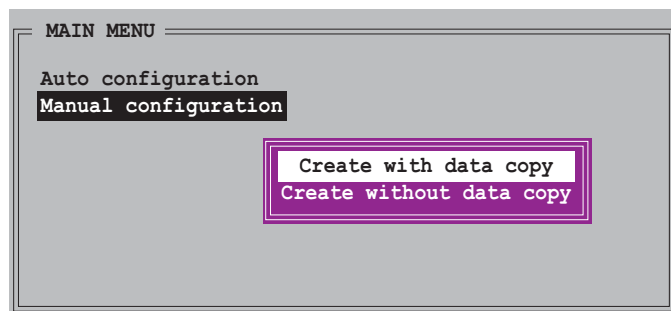 MAIN MENU
Auto configuration
Manual configuration
Create with data copy
Create without data copy